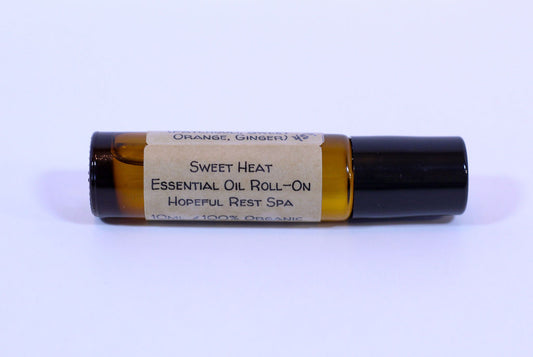 Orange, Ginger)
Sweet Heat
Essential Oil Roll-On
Hopeful Rest Spa
10ml / 100% Organic